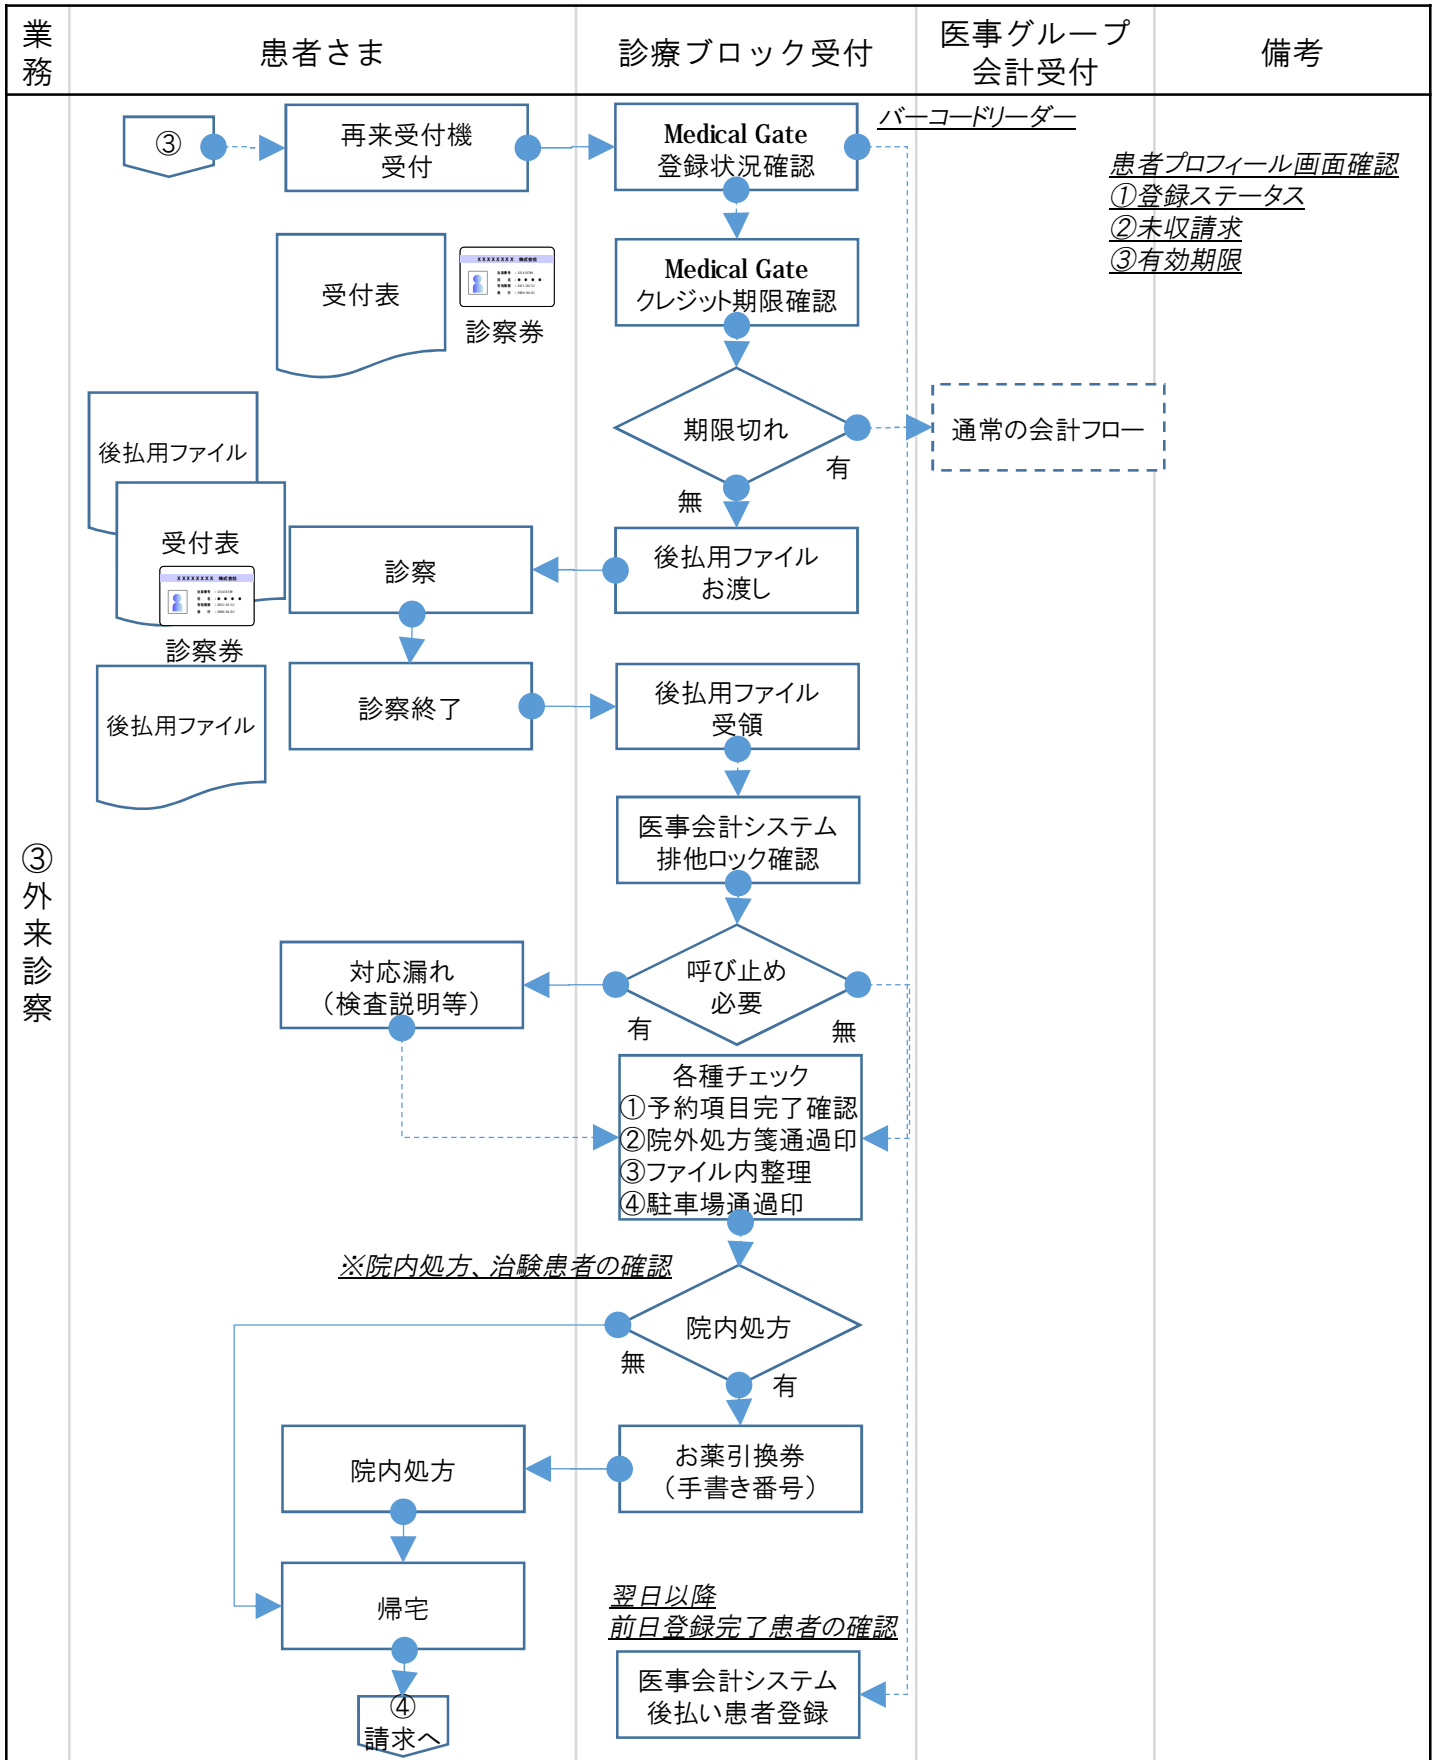 業務
患者さま
診療ブロック受付
医事グループ
会計受付
備考
③
再来受付機
受付
Medical Gate
登録状況確認
バーコードリーダー
患者プロフィール画面確認
①登録ステータス
②未収請求
③有効期限
受付表
XXXXXXXX 株式会社
診察券
Medical Gate
クレジット期限確認
期限切れ
有
無
通常の会計フロー
後払用ファイル
受付表
XXXXXXXX 株式会社
診察券
診察
後払用ファイル
お渡し
後払用ファイル
診察終了
後払用ファイル
受領
医事会計システム
排他ロック確認
③外来診察
対応漏れ
（検査説明等）
呼び止め
必要
有
無
各種チェック
①予約項目完了確認
②院外処方箋通過印
③ファイル内整理
④駐車場通過印
※院内処方、治験患者の確認
院内処方
無
有
院内処方
お薬引換券
（手書き番号）
帰宅
翌日以降
前日登録完了患者の確認
医事会計システム
後払い患者登録
④
請求へ